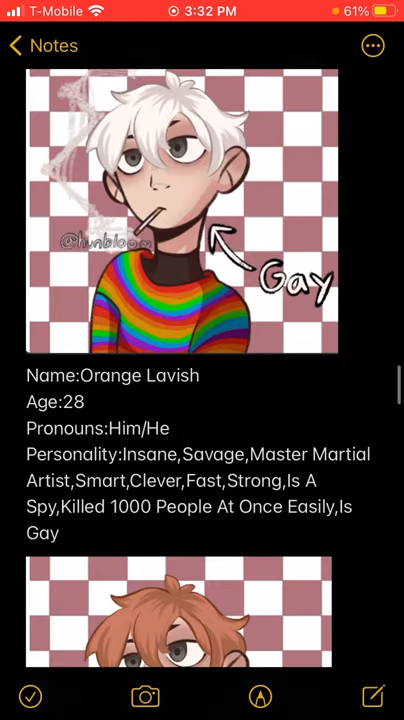 T-Mobile 3:32 PM 61%
Notes
@hunbloom
Gay
Name:Orange Lavish
Age:28
Pronouns:Him/He
Personality:Insane,Savage,Master Martial
Artist,Smart,Clever,Fast,Strong,Is A
Spy,Killed 1000 People At Once Easily,Is
Gay